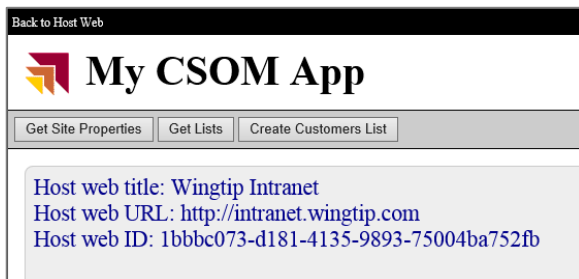 Back to Host Web
My CSOM App
Get Site Properties Get Lists Create Customers List
Host web title: Wingtip Intranet
Host web URL: http://intranet.wingtip.com
Host web ID: 1bbbc073-d181-4135-9893-75004ba752fb